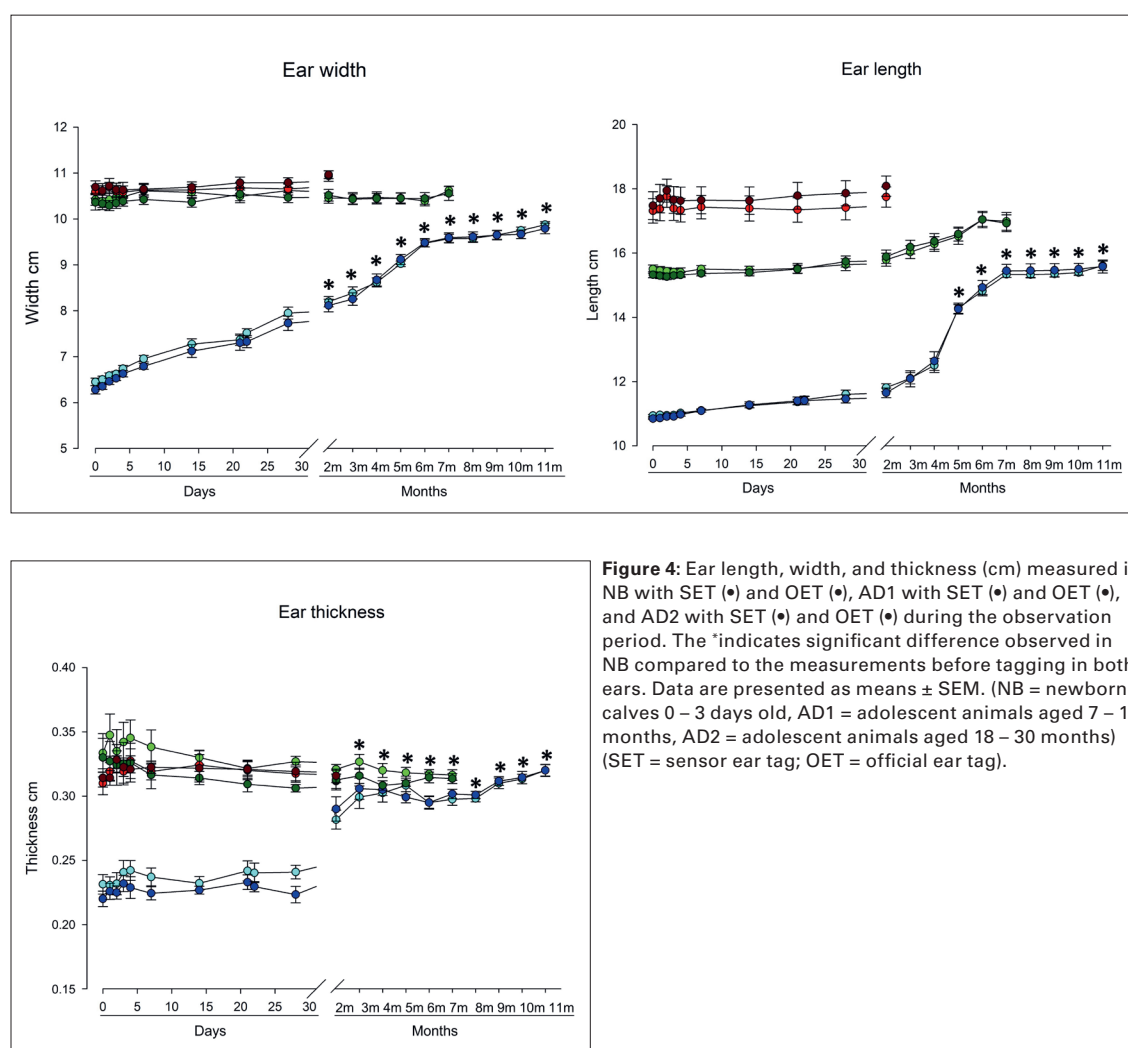 Ear width
12
11
10
9
8
7
6
5
Width cm
* * * * * * * * * *
0 5 10 15 20 25 30 2m 3m 4m 5m 6m 7m 8m 9m 10m 11m
Days Months
Ear length
20
18
16
14
12
10
Length cm
* * * * * * *
0 5 10 15 20 25 30 2m 3m 4m 5m 6m 7m 8m 9m 10m 11m
Days Months
Ear thickness
0.40
0.35
0.30
0.25
0.20
0.15
Thickness cm
* * * * * * * * *
0 5 10 15 20 25 30 2m 3m 4m 5m 6m 7m 8m 9m 10m 11m
Days Months
Figure 4: Ear length, width, and thickness (cm) measured i
NB with SET (•) and OET (•), AD1 with SET (•) and OET (•),
and AD2 with SET (•) and OET (•) during the observation
period. The *indicates significant difference observed in
NB compared to the measurements before tagging in both
ears. Data are presented as means ± SEM. (NB = newborn
calves 0 – 3 days old, AD1 = adolescent animals aged 7 – 1
months, AD2 = adolescent animals aged 18 – 30 months)
(SET = sensor ear tag; OET = official ear tag).